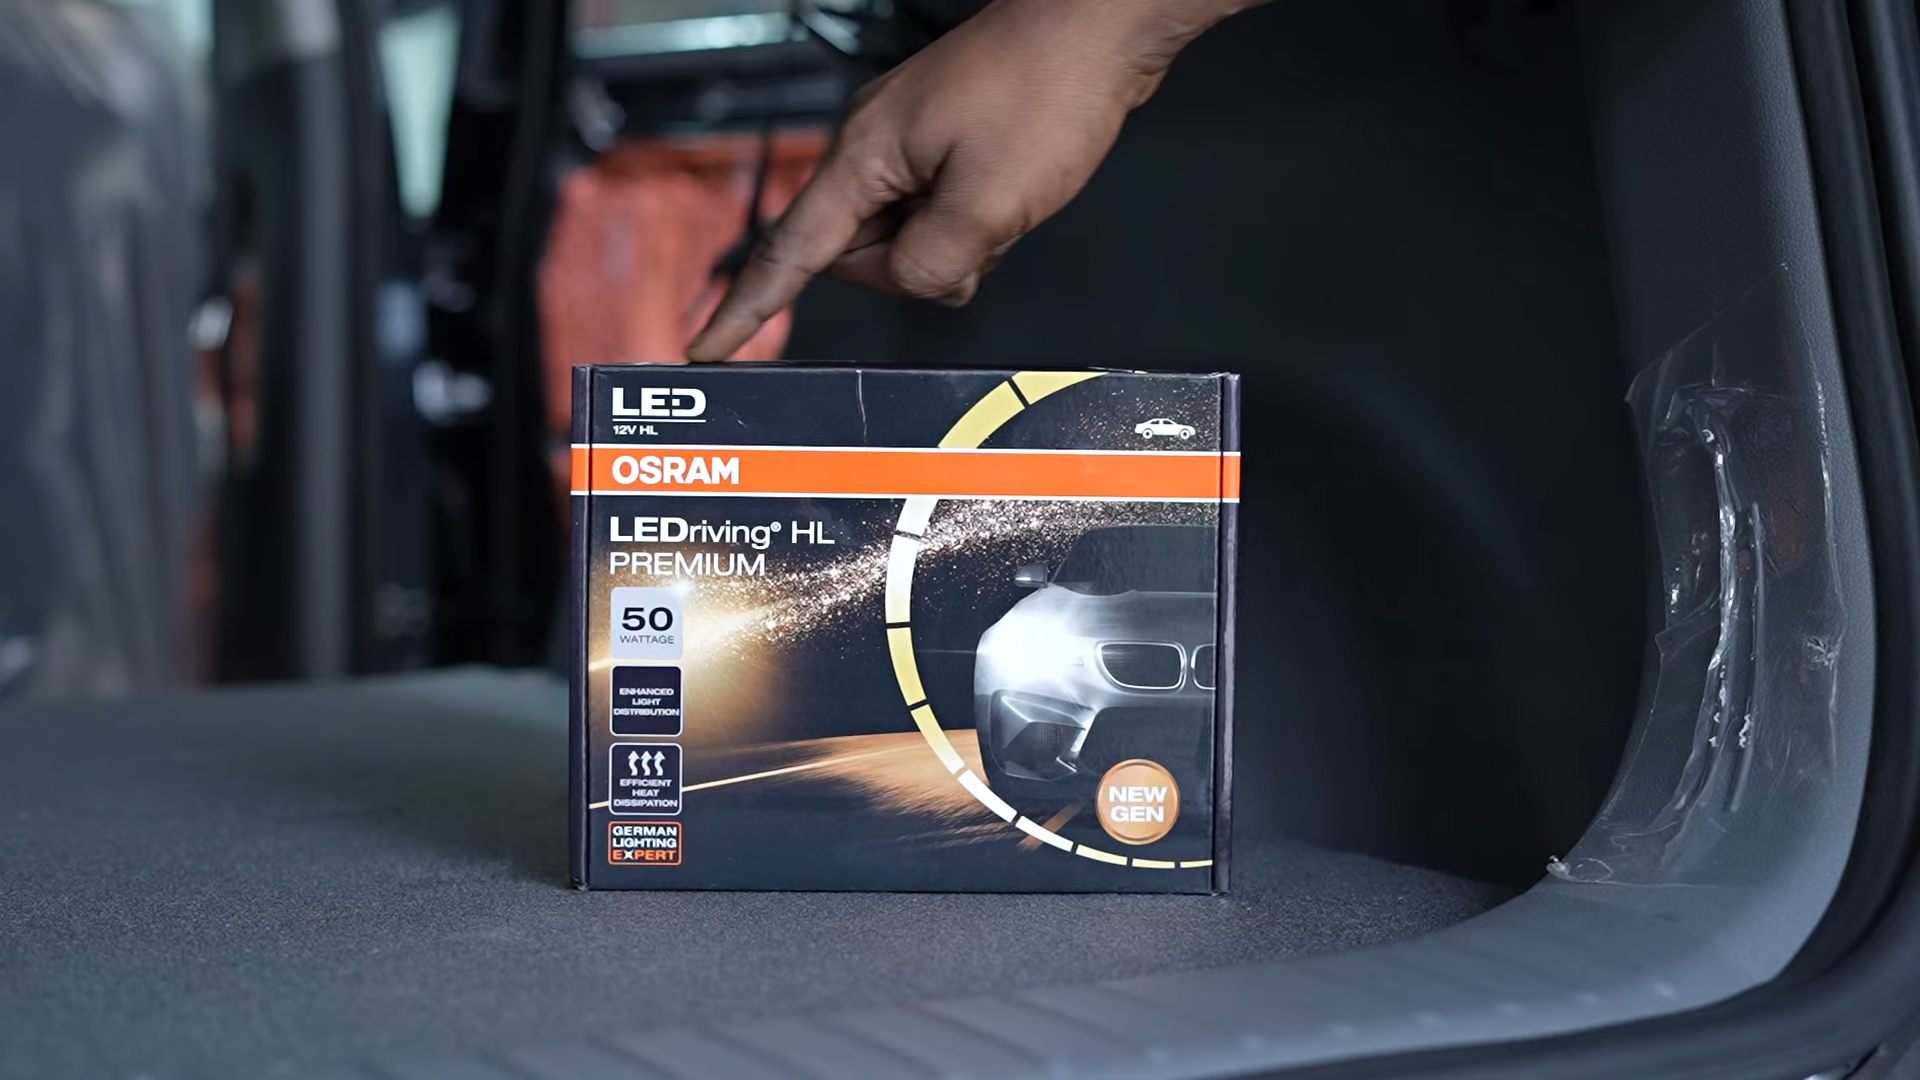 LED
12V HL
OSRAM
LEDriving® HL
PREMIUM
50
WATTAGE
ENHANCED
LIGHT
DISTRIBUTION
EFFICIENT
HEAT
DISSIPATION
GERMAN
LIGHTING
EXPERT
NEW
GEN